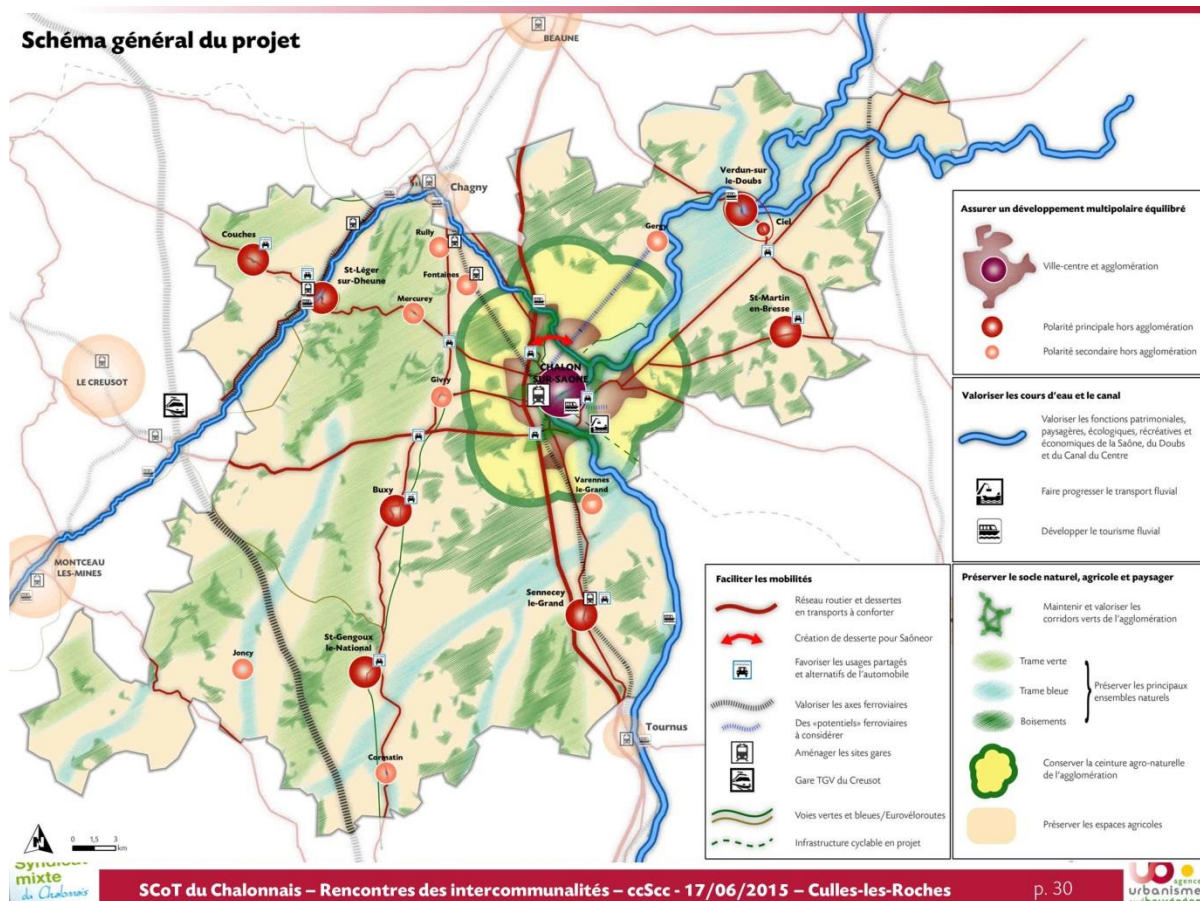 Schéma général du projet
BEAUNE
Chagny
Verdun-sur
le-Doubs
Ciel
Gergy
Rully
Fontaines
Couches
St-Léger
sur-Dheune
Mercurey
St-Martin
en-Bresse
LE CREUSOT
Givry
CHALON
SUR-SAONE
Buxy
Varennes
le-Grand
MONTCEAU
LES-MINES
Sennecey
le-Grand
St-Gengoux
le-National
Joncy
Tournus
Cormatin
N
0 1,5 3
km
Assurer un développement multipolaire équilibré
Ville-centre et agglomération
Polarité principale hors agglomération
Polarité secondaire hors agglomération
Valoriser les cours d'eau et le canal
Valoriser les fonctions patrimoniales,
paysagères, écologiques, récréatives et
économiques de la Saône, du Doubs
et du Canal du Centre
Faire progresser le transport fluvial
Développer le tourisme fluvial
Faciliter les mobilités
Réseau routier et dessertes
en transports à conforter
Création de desserte pour Saôneor
Favoriser les usages partagés
et alternatifs de l'automobile
Valoriser les axes ferroviaires
Des «potentiels» ferroviaires
à considérer
Aménager les sites gares
Gare TGV du Creusot
Voies vertes et bleues/Eurovéloroutes
Infrastructure cyclable en projet
Préserver le socle naturel, agricole et paysager
Maintenir et valoriser les
corridors verts de l'agglomération
Trame verte
Trame bleue
Boisements
Préserver les principaux
ensembles naturels
Conserver la ceinture agro-naturelle
de l'agglomération
Préserver les espaces agricoles
Syndicat
mixte
du Chalonnais
SCoT du Chalonnais – Rencontres des intercommunalités – ccScc - 17/06/2015 – Culles-les-Roches
p. 30
agence
urbanisme